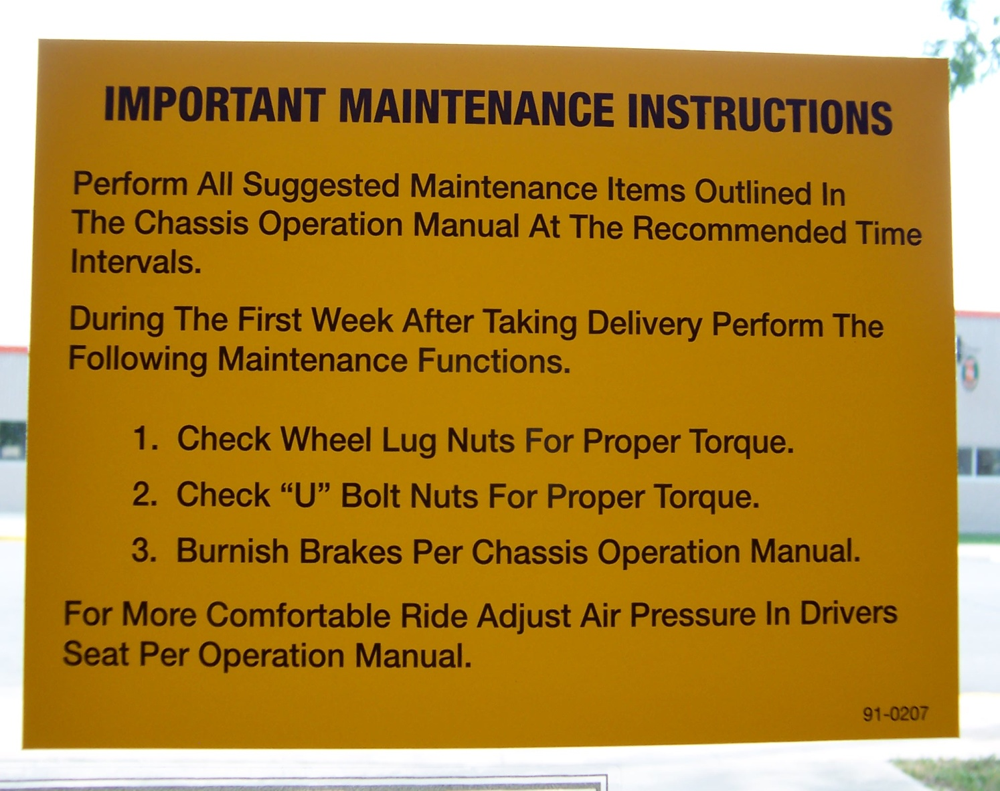 IMPORTANT MAINTENANCE INSTRUCTIONS
Perform All Suggested Maintenance Items Outlined In
The Chassis Operation Manual At The Recommended Time
Intervals.
During The First Week After Taking Delivery Perform The
Following Maintenance Functions.
1. Check Wheel Lug Nuts For Proper Torque.
2. Check “U” Bolt Nuts For Proper Torque.
3. Burnish Brakes Per Chassis Operation Manual.
For More Comfortable Ride Adjust Air Pressure In Drivers
Seat Per Operation Manual.
91-0207